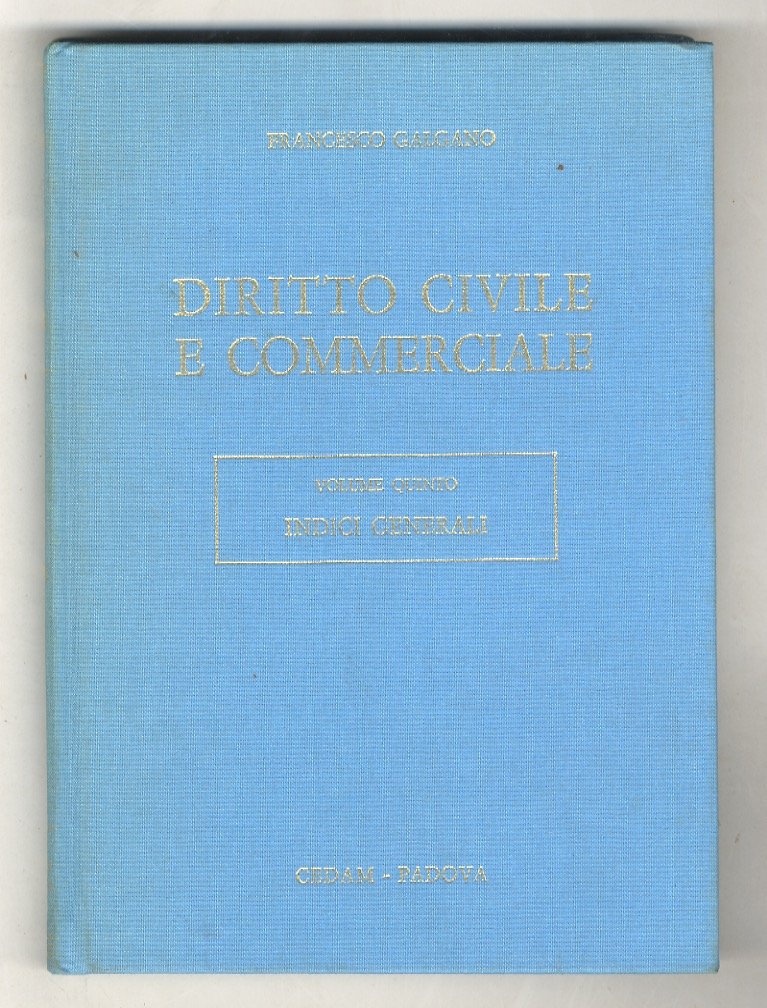 FRANCESCO GALGANO
DIRITTO CIVILE
E COMMERCIALE
VOLUME QUINTO
INDICI GENERALI
CEDAM - PADOVA